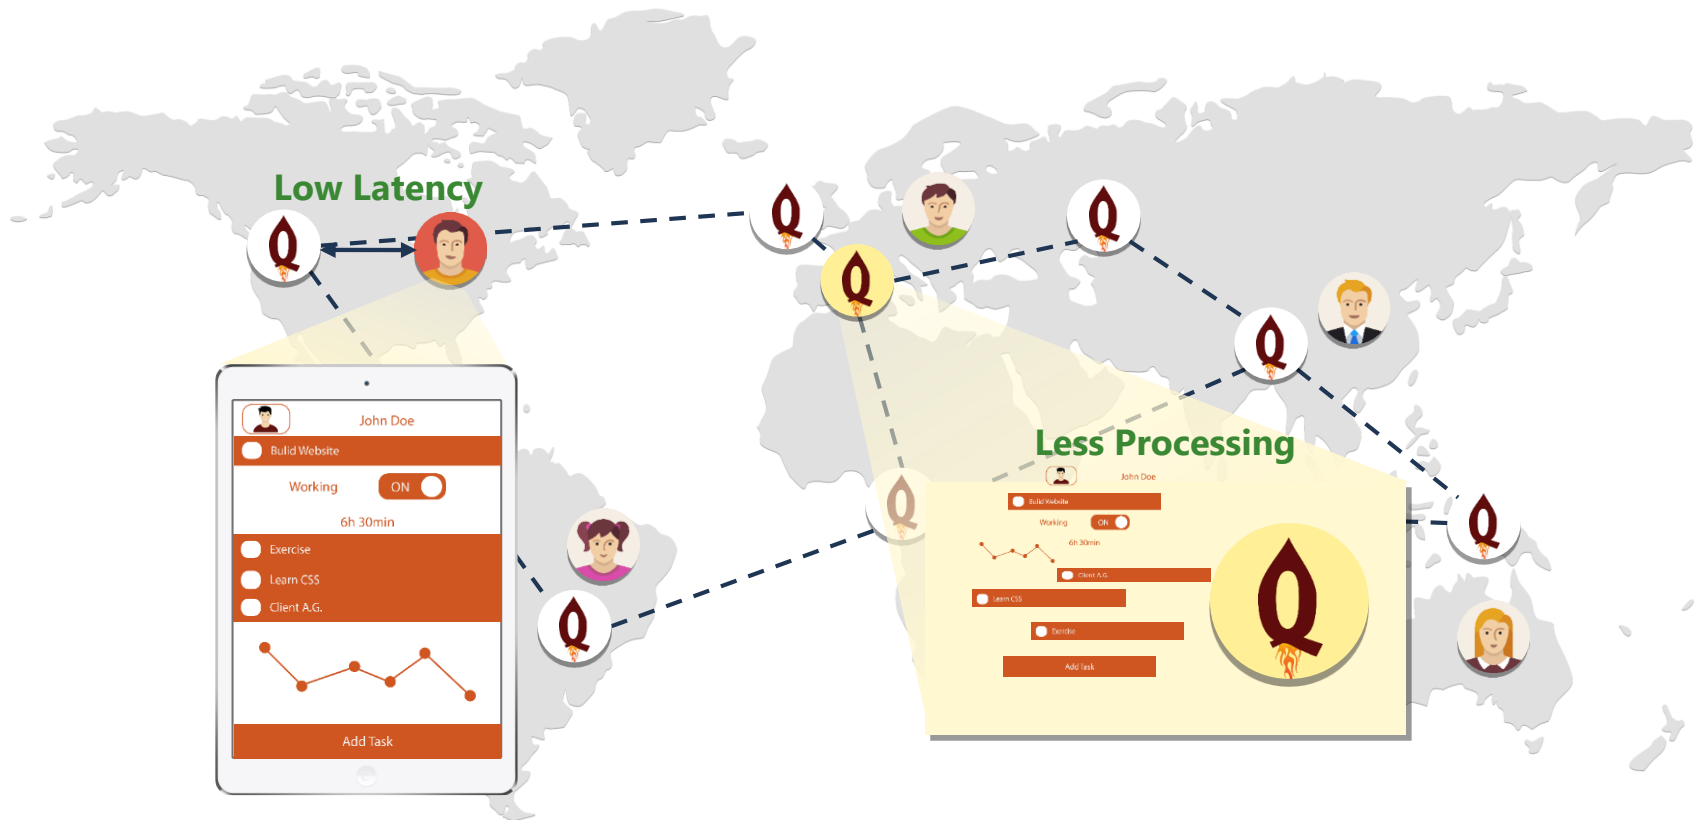 Low Latency
Q
Q
Q
Q
Q
John Doe
Bulid Website
Working ON
6h 30min
Exercise
Learn CSS
Client A.G.
Add Task
Less Processing
John Doe
Bulid Website
Working ON
6h 30min
Client A.G.
Learn CSS
Exercise
Add Task
Q
Q
Q
Q